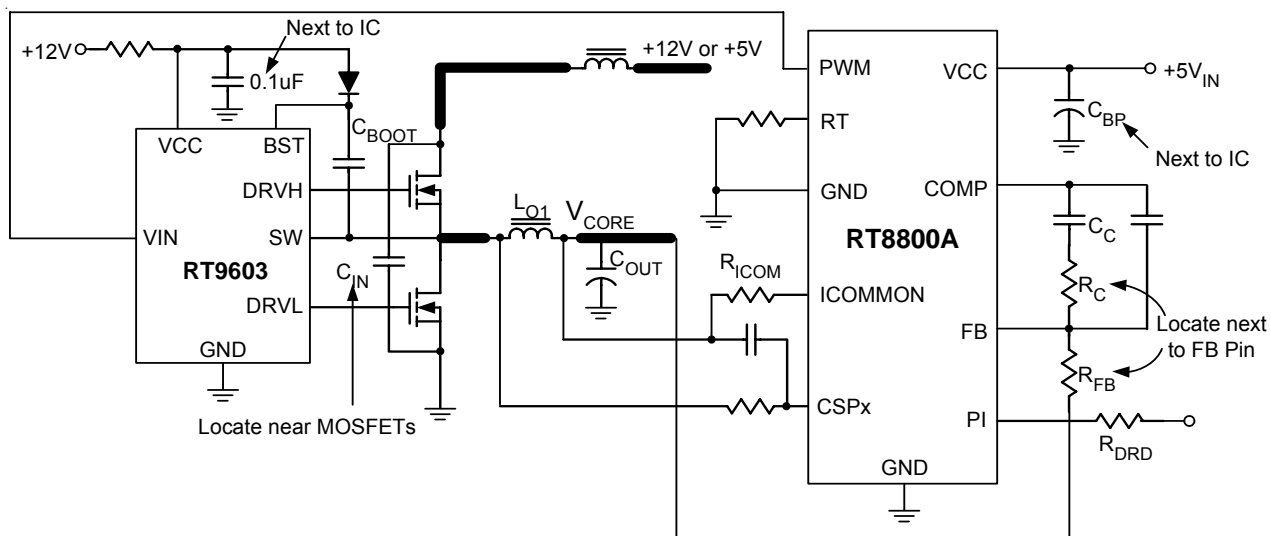 Next to IC
+12V
0.1uF
+12V or +5V
PWM
VCC
+5VIN
CBP
Next to IC
RT
VCC
BST
CBOOT
DRVH
GND
COMP
LO1
VCORE
CC
VIN
SW
RT9603
RT8800A
CIN
COUT
RICOM
ICOMMON
RC
DRVL
FB
Locate next
to FB Pin
GND
RFB
CSPx
Locate near MOSFETs
PI
RDRD
GND